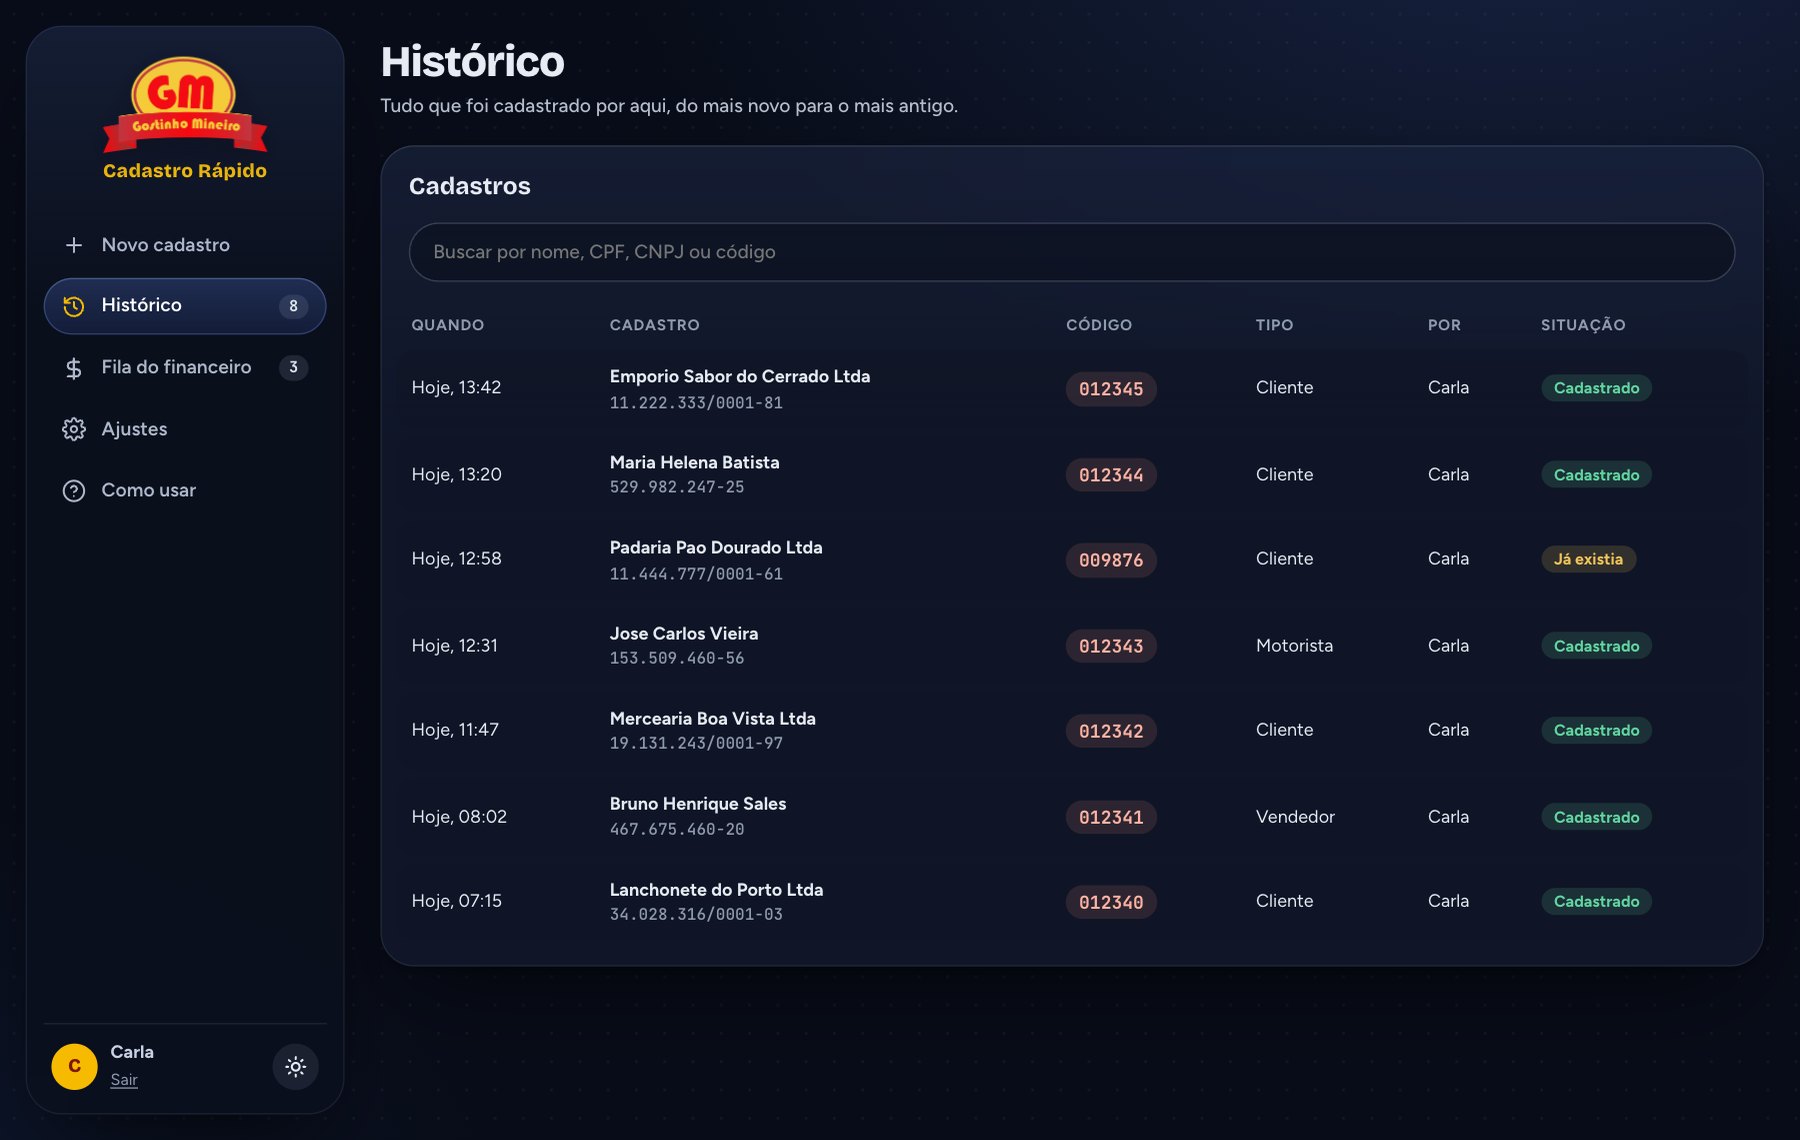 GM
Gostinho Mineiro
Cadastro Rápido
Novo cadastro
Histórico 8
Fila do financeiro 3
Ajustes
Como usar
C
Carla
Sair
Histórico
Tudo que foi cadastrado por aqui, do mais novo para o mais antigo.
Cadastros
Buscar por nome, CPF, CNPJ ou código
QUANDO CADASTRO CÓDIGO TIPO POR SITUAÇÃO
Hoje, 13:42 Emporio Sabor do Cerrado Ltda 012345 Cliente Carla Cadastrado
11.222.333/0001-81
Hoje, 13:20 Maria Helena Batista 012344 Cliente Carla Cadastrado
529.982.247-25
Hoje, 12:58 Padaria Pao Dourado Ltda 009876 Cliente Carla Já existia
11.444.777/0001-61
Hoje, 12:31 Jose Carlos Vieira 012343 Motorista Carla Cadastrado
153.509.460-56
Hoje, 11:47 Mercearia Boa Vista Ltda 012342 Cliente Carla Cadastrado
19.131.243/0001-97
Hoje, 08:02 Bruno Henrique Sales 012341 Vendedor Carla Cadastrado
467.675.460-20
Hoje, 07:15 Lanchonete do Porto Ltda 012340 Cliente Carla Cadastrado
34.028.316/0001-03